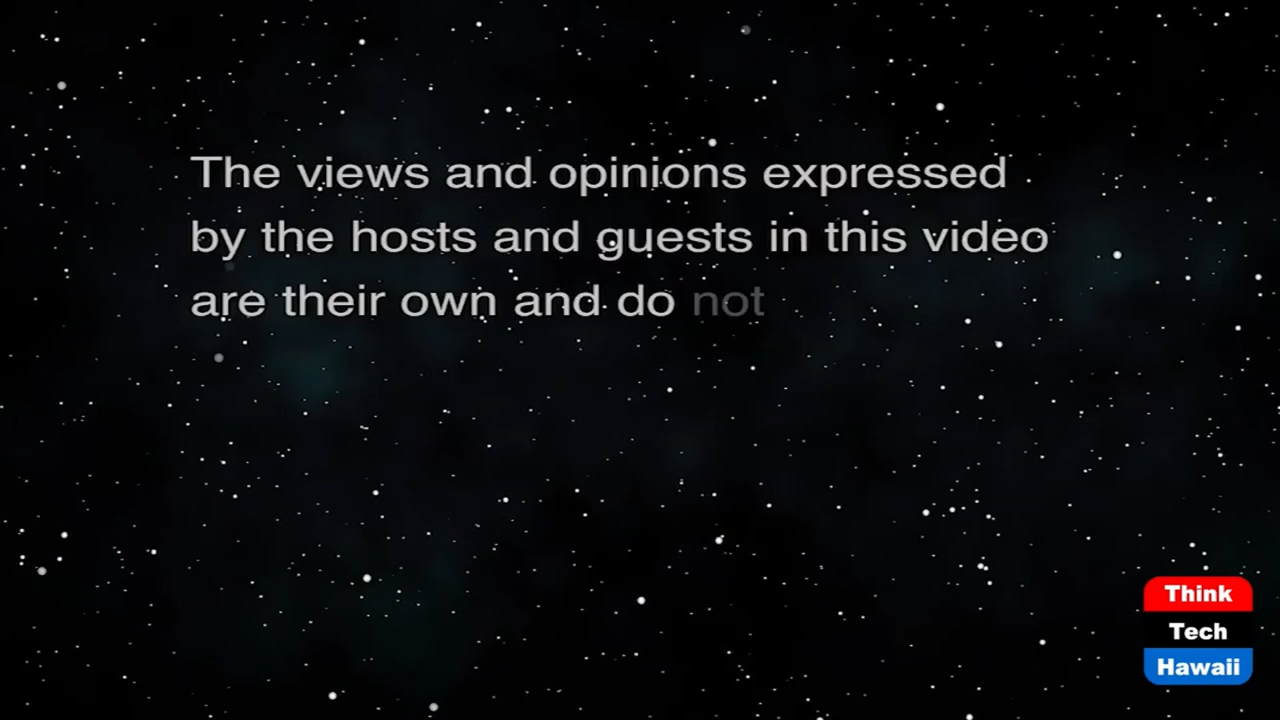 The views and opinions expressed
by the hosts and guests in this video
are their own and do not
Think
Tech
Hawaii